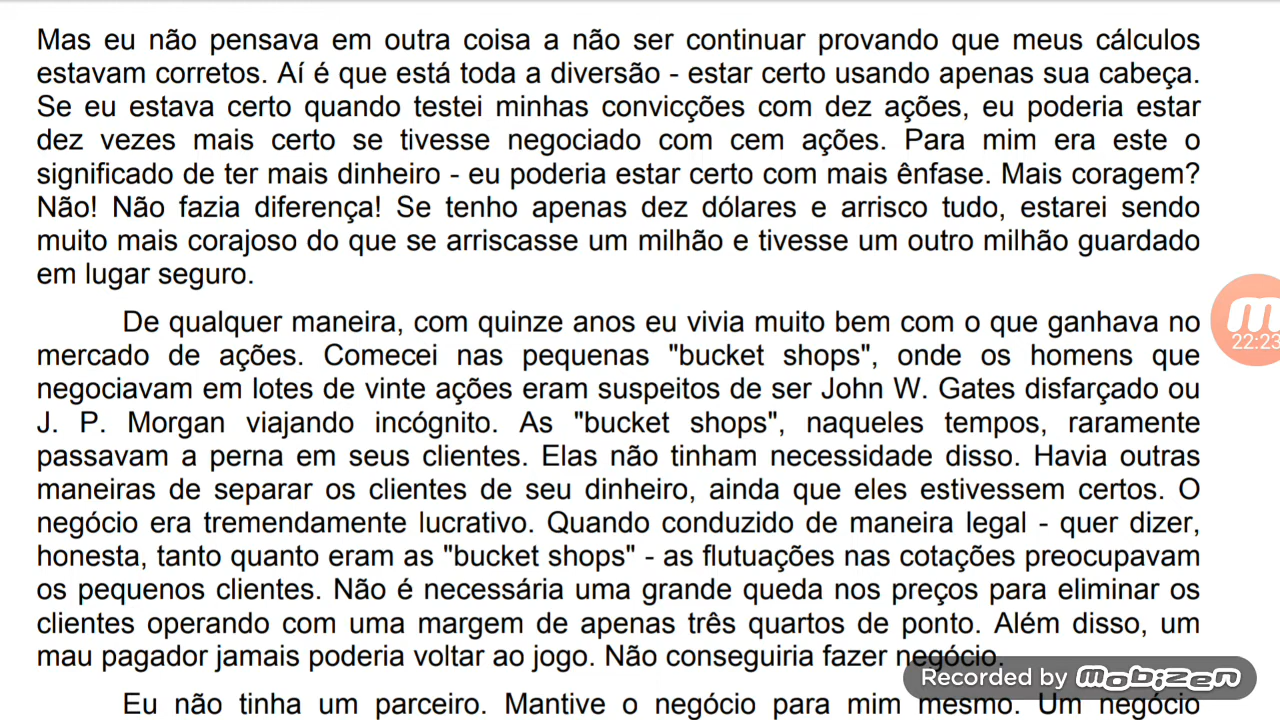 Mas eu não pensava em outra coisa a não ser continuar provando que meus cálculos
estavam corretos. Aí é que está toda a diversão - estar certo usando apenas sua cabeça.
Se eu estava certo quando testei minhas convicções com dez ações, eu poderia estar
dez vezes mais certo se tivesse negociado com cem ações. Para mim era este o
significado de ter mais dinheiro - eu poderia estar certo com mais ênfase. Mais coragem?
Não! Não fazia diferença! Se tenho apenas dez dólares e arrisco tudo, estarei sendo
muito mais corajoso do que se arriscasse um milhão e tivesse um outro milhão guardado
em lugar seguro.
De qualquer maneira, com quinze anos eu vivia muito bem com o que ganhava no
mercado de ações. Comecei nas pequenas "bucket shops", onde os homens que
negociavam em lotes de vinte ações eram suspeitos de ser John W. Gates disfarçado ou
J. P. Morgan viajando incógnito. As "bucket shops", naqueles tempos, raramente
passavam a perna em seus clientes. Elas não tinham necessidade disso. Havia outras
maneiras de separar os clientes de seu dinheiro, ainda que eles estivessem certos. O
negócio era tremendamente lucrativo. Quando conduzido de maneira legal - quer dizer,
honesta, tanto quanto eram as "bucket shops" - as flutuações nas cotações preocupavam
os pequenos clientes. Não é necessária uma grande queda nos preços para eliminar os
clientes operando com uma margem de apenas três quartos de ponto. Além disso, um
mau pagador jamais poderia voltar ao jogo. Não conseguiria fazer negócio.
Eu não tinha um parceiro. Mantive o negócio para mim mesmo. Um negócio
22:23
Recorded by mobizen